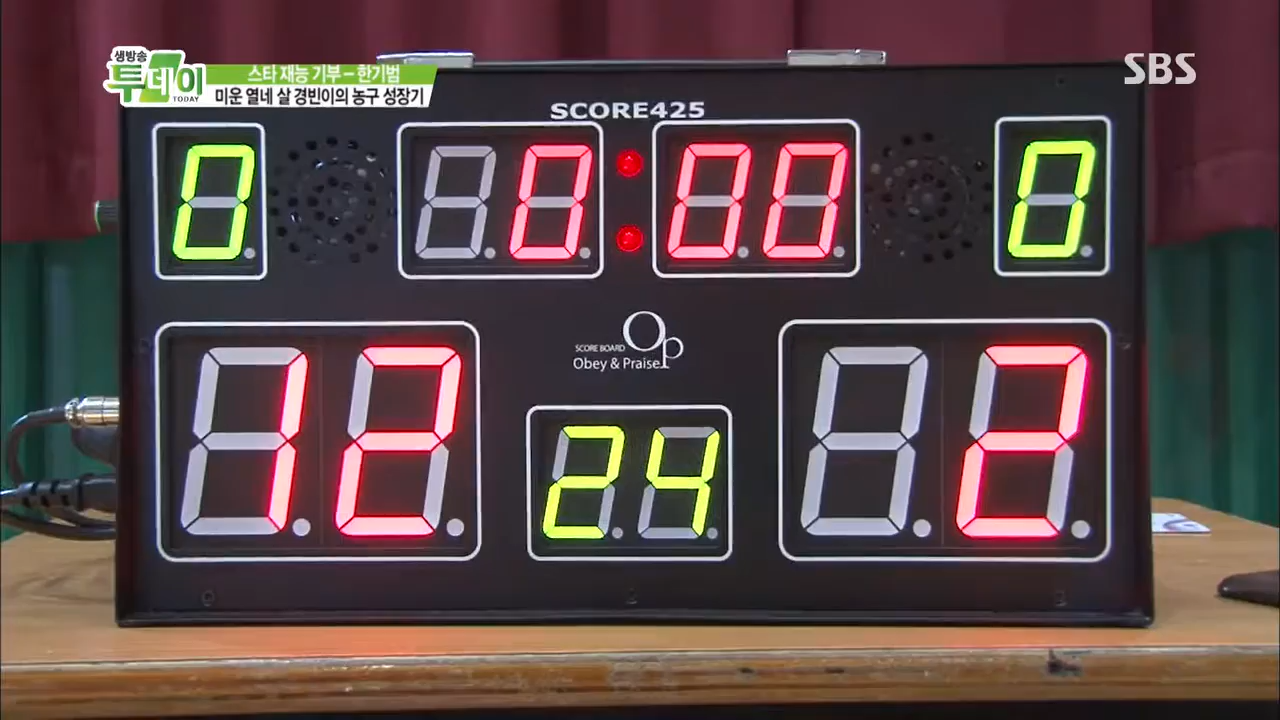 생방송
투데이
TODAY
스타 재능 기부 – 한기범
미운 열네 살 경빈이의 농구 성장기
SBS
SCORE425
0
0:00
0
Op
SCORE BOARD
Obey & Praise
12
24
2